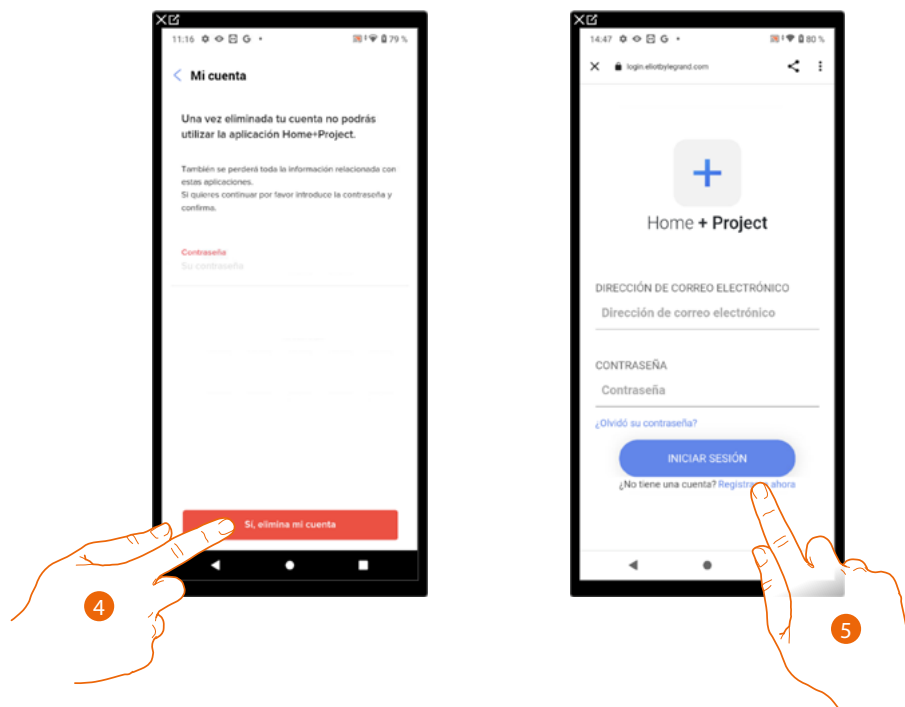 11:16 G • 79 %
Mi cuenta
Una vez eliminada tu cuenta no podrás
utilizar la aplicación Home+Project.
También se perderá toda la información relacionada con
estas aplicaciones.
Si quieres continuar por favor introduce la contraseña y
confirma.
Contraseña
Su contraseña
Sí, elimina mi cuenta
4
14:47 G • 80 %
login.eliotbylegrand.com
Home + Project
DIRECCIÓN DE CORREO ELECTRÓNICO
Dirección de correo electrónico
CONTRASEÑA
Contraseña
¿Olvidó su contraseña?
INICIAR SESIÓN
¿No tiene una cuenta? ahora
5